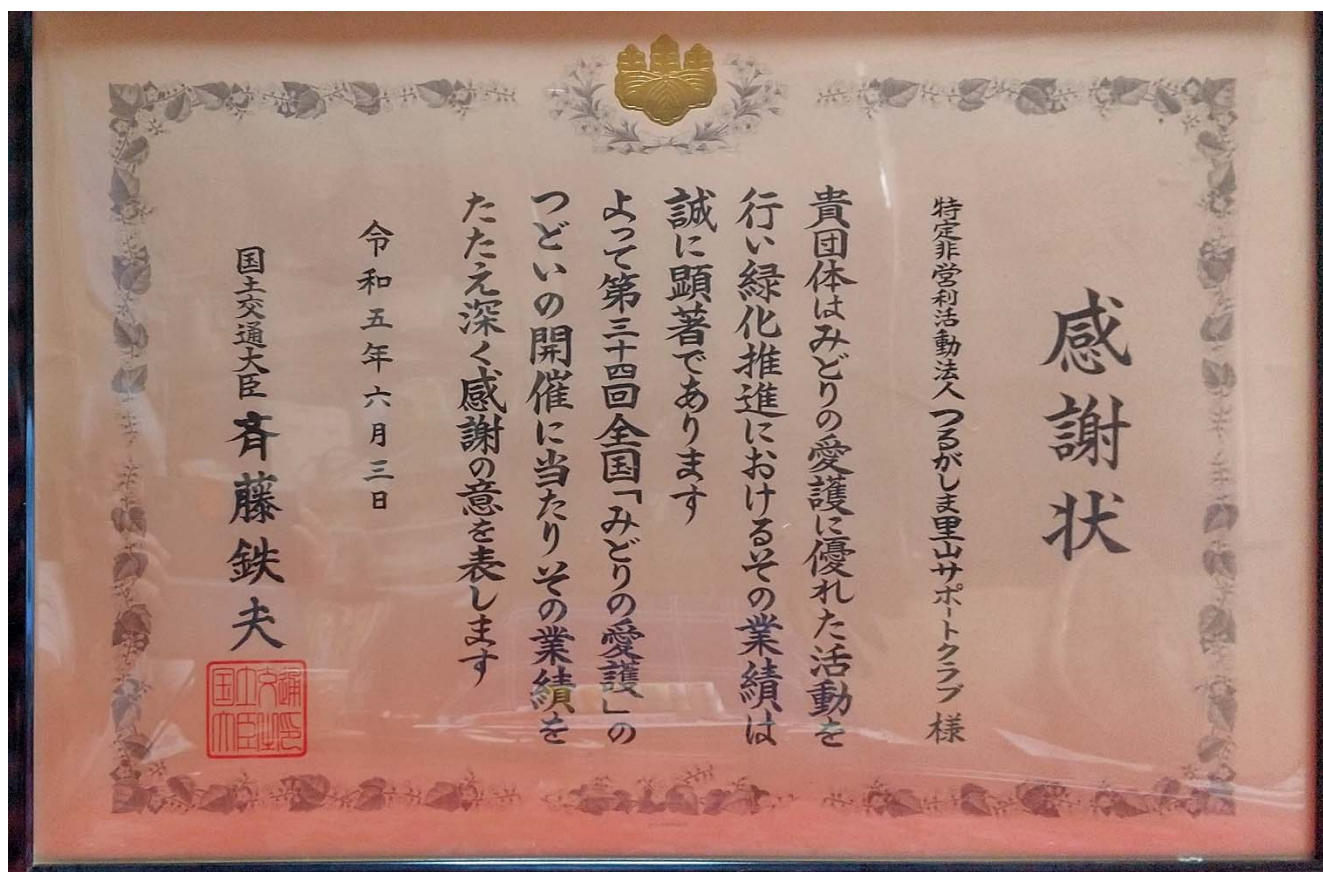 感謝状
特定非営利活動法人 つるがしま里山サポートクラブ 様
貴団体はみどりの愛護に優れた活動を
行い緑化推進におけるその業績は
誠に顕著であります
よって第三十四回全国「みどりの愛護」の
つどいの開催に当たりその業績を
たたえ深く感謝の意を表します
令和五年六月三日
国土交通大臣 斉藤鉄夫